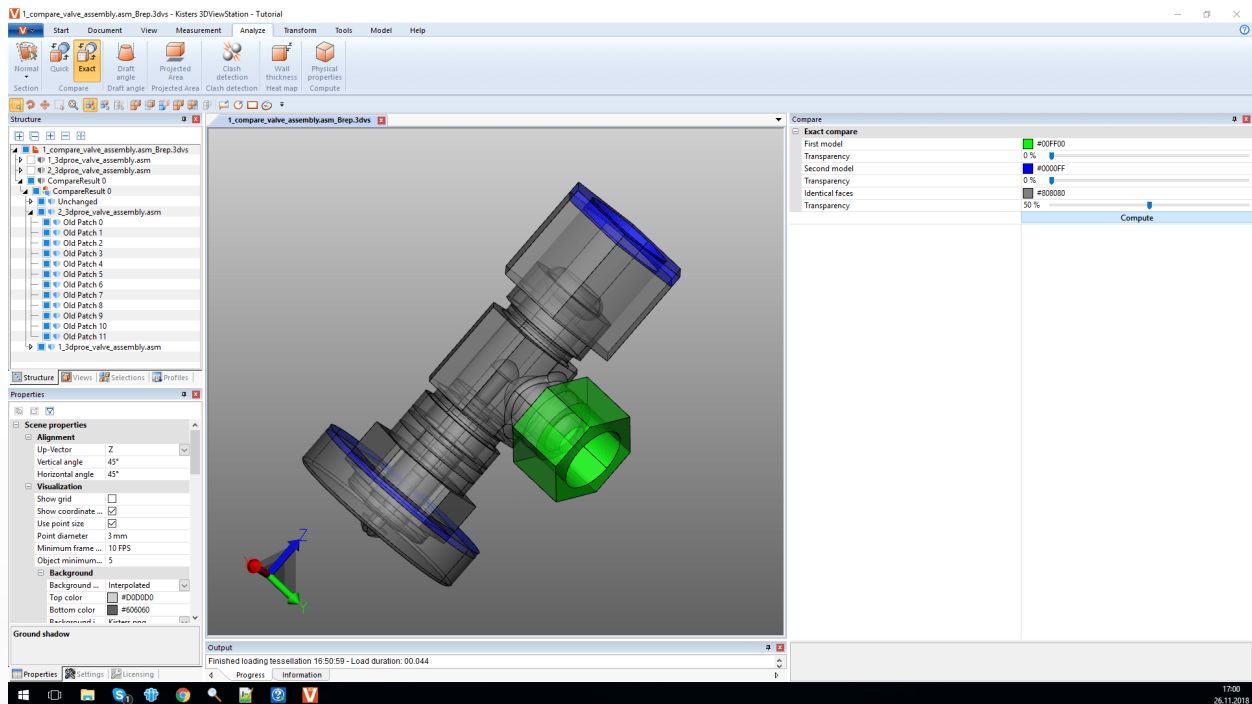 1_compare_valve_assembly.asm_Brep.3dvs - Kisters 3DViewStation - Tutorial
Start Document View Measurement Analyze Transform Tools Model Help
Normal Quick Exact Draft angle Projected Area Clash detection Wall thickness Physical properties
Section Compare Draft angle Projected Area Clash detection Heat map Compute
Structure
1_compare_valve_assembly.asm_Brep.3dvs
1_3dproe_valve_assembly.asm
2_3dproe_valve_assembly.asm
CompareResult 0
CompareResult 0
Unchanged
2_3dproe_valve_assembly.asm
Old Patch 0
Old Patch 1
Old Patch 2
Old Patch 3
Old Patch 4
Old Patch 5
Old Patch 6
Old Patch 7
Old Patch 8
Old Patch 9
Old Patch 10
Old Patch 11
1_3dproe_valve_assembly.asm
Structure Views Selections Profiles
Properties
Scene properties
Alignment
Up-Vector Z
Vertical angle 45°
Horizontal angle 45°
Visualization
Show grid
Show coordinate ...
Use point size
Point diameter 3 mm
Minimum frame ... 10 FPS
Object minimum... 5
Background
Background ... Interpolated
Top color #D0D0D0
Bottom color #606060
Background i Kisters.png
Ground shadow
Properties Settings Licensing
1_compare_valve_assembly.asm_Brep.3dvs
Z
Y
Output
Finished loading tessellation 16:50:59 - Load duration: 00.044
Progress Information
Compare
Exact compare
First model #00FF00
Transparency 0 %
Second model #0000FF
Transparency 0 %
Identical faces #808080
Transparency 50 %
Compute
17:00
26.11.2018